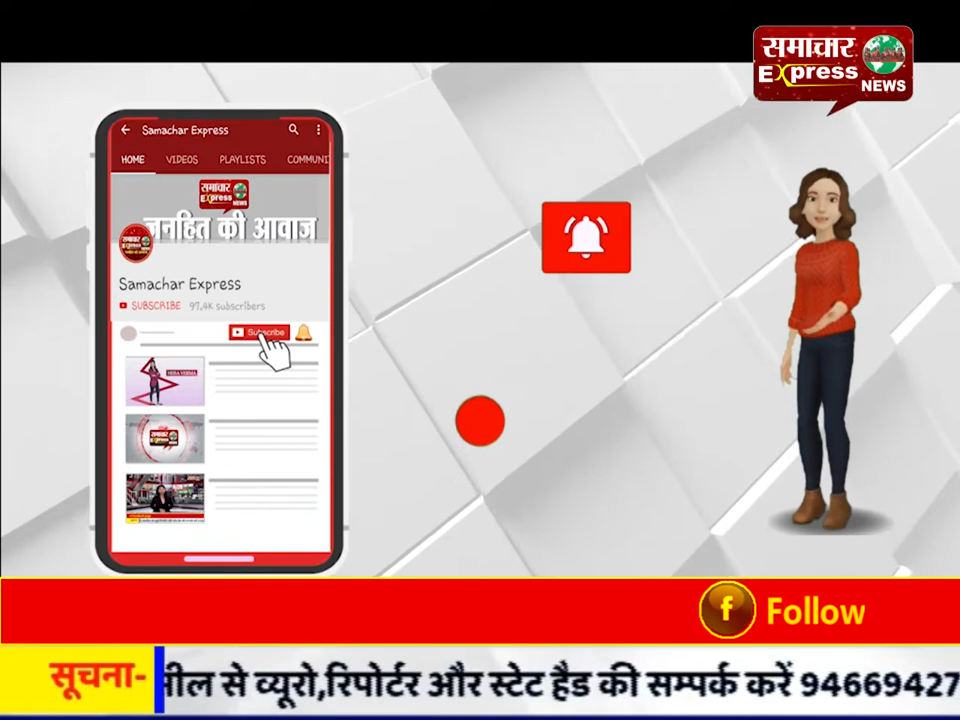 समाचार
Express
NEWS
Samachar Express
HOME VIDEOS PLAYLISTS COMMUNI
समाचार
Express
NEWS
जनहित की आवाज
Samachar Express
SUBSCRIBE 97.4K subscribers
Subscribe
f Follow
सूचना- से व्यूरो,रिपोर्टर और स्टेट हैड की सम्पर्क करें 94669427